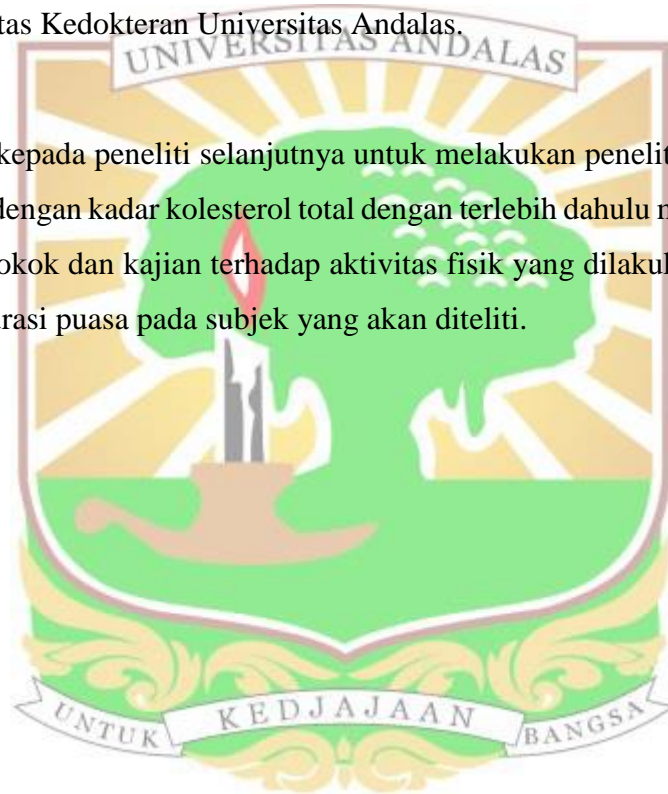 tas Kedokteran Universitas Andalas.
UNIVERSITAS ANDALAS
kepada peneliti selanjutnya untuk melakukan penelit
dengan kadar kolesterol total dengan terlebih dahulu
okok dan kajian terhadap aktivitas fisik yang dilaku
rasi puasa pada subjek yang akan diteliti.
UNTUK KEDJAJAAN BANGSA